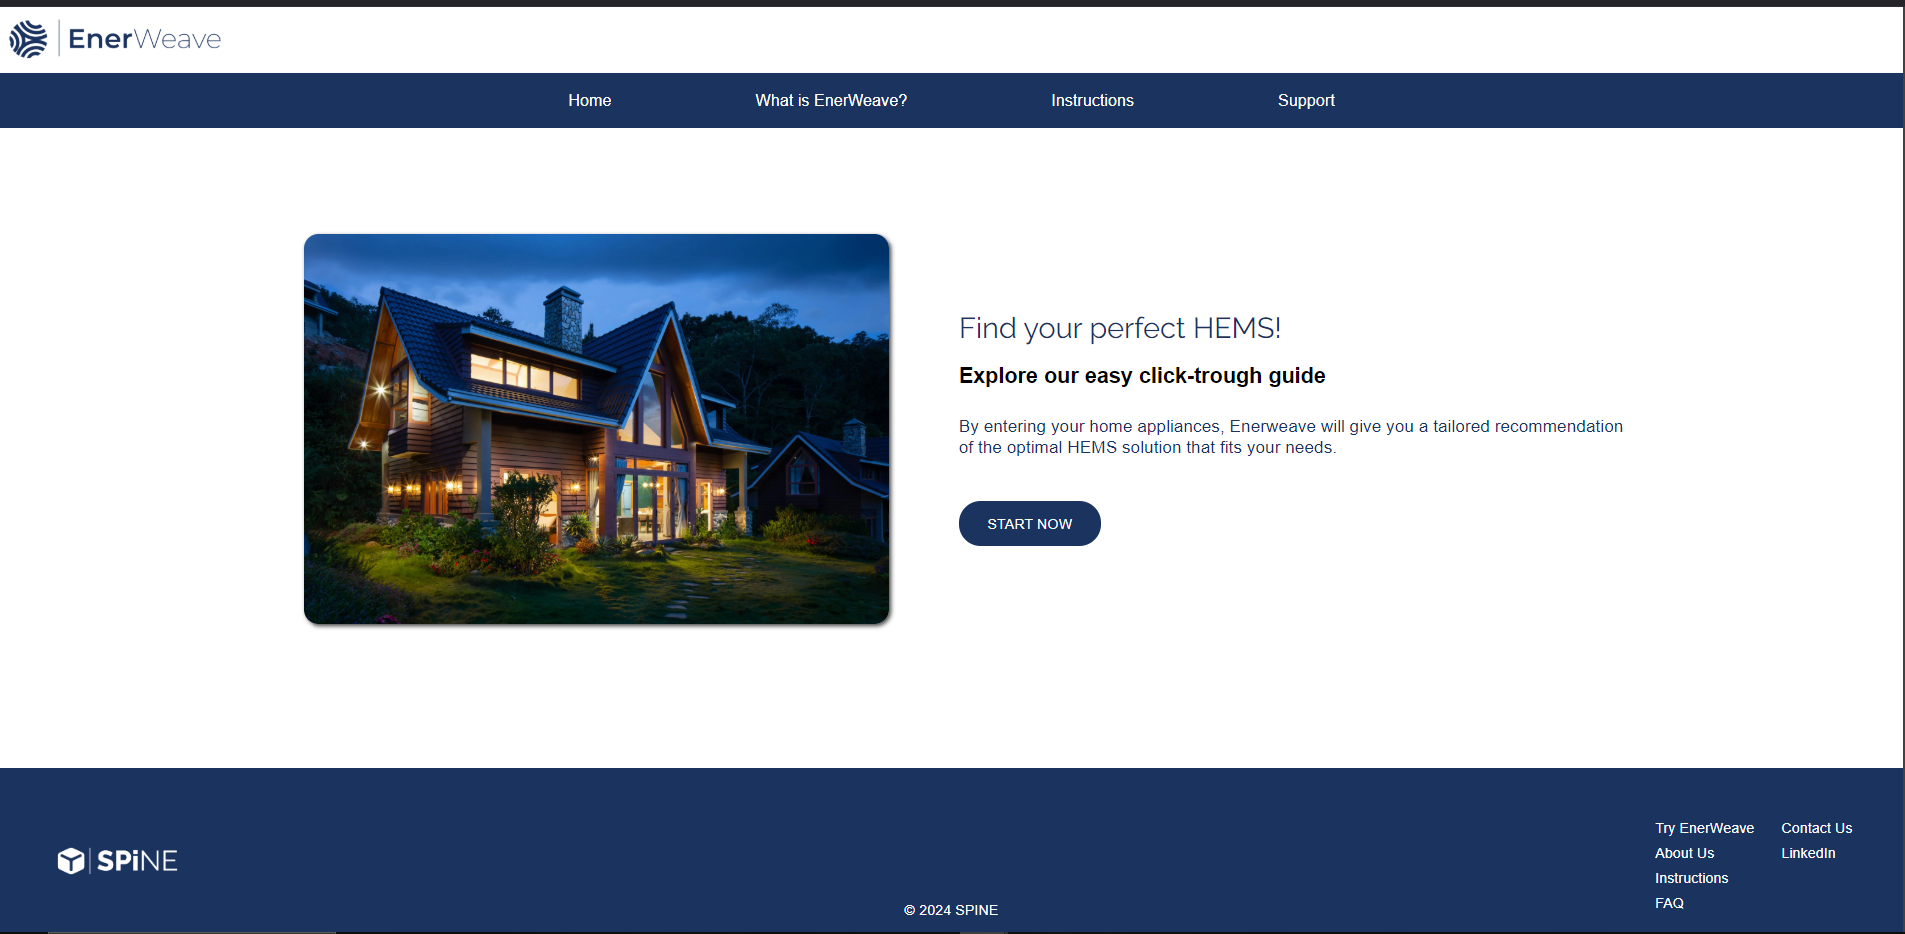 EnerWeave
Home
What is EnerWeave?
Instructions
Support
Find your perfect HEMS!
Explore our easy click-trough guide
By entering your home appliances, Enerweave will give you a tailored recommendation
of the optimal HEMS solution that fits your needs.
START NOW
SPiNE
© 2024 SPINE
Try EnerWeave
About Us
Instructions
FAQ
Contact Us
LinkedIn